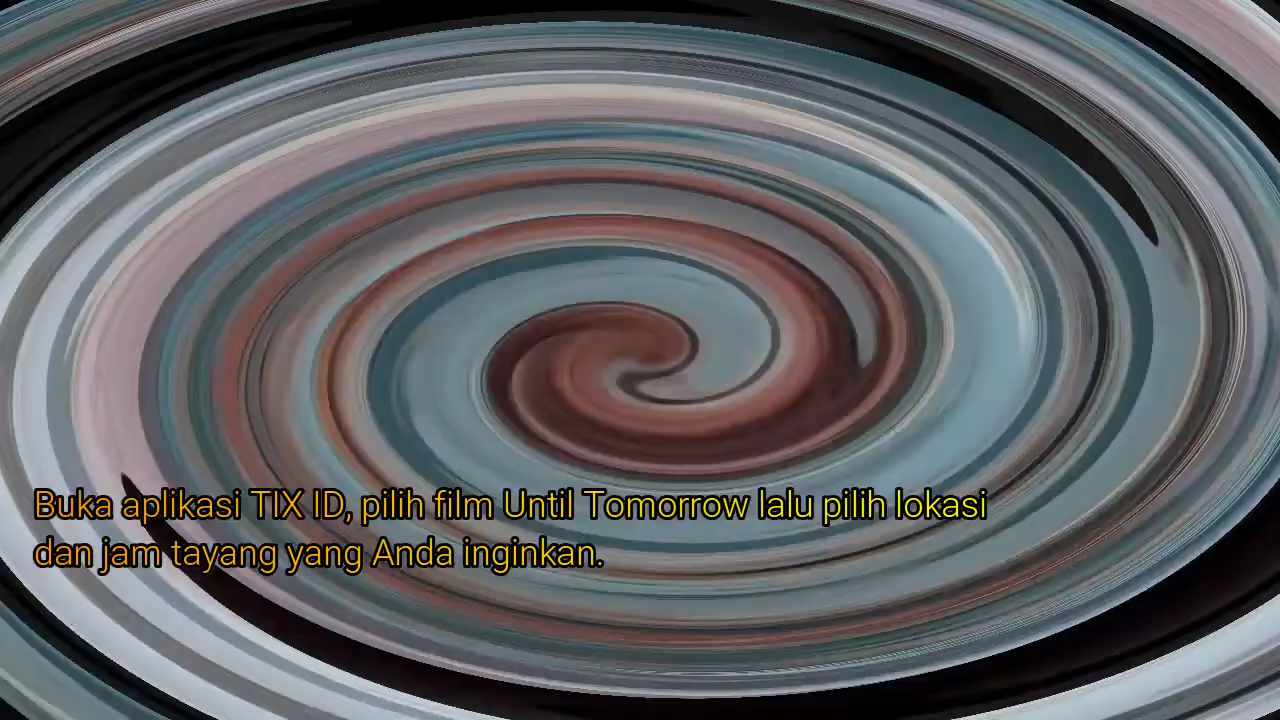 Buka aplikasi TIX ID, pilih film Until Tomorrow lalu pilih lokasi
dan jam tayang yang Anda inginkan.